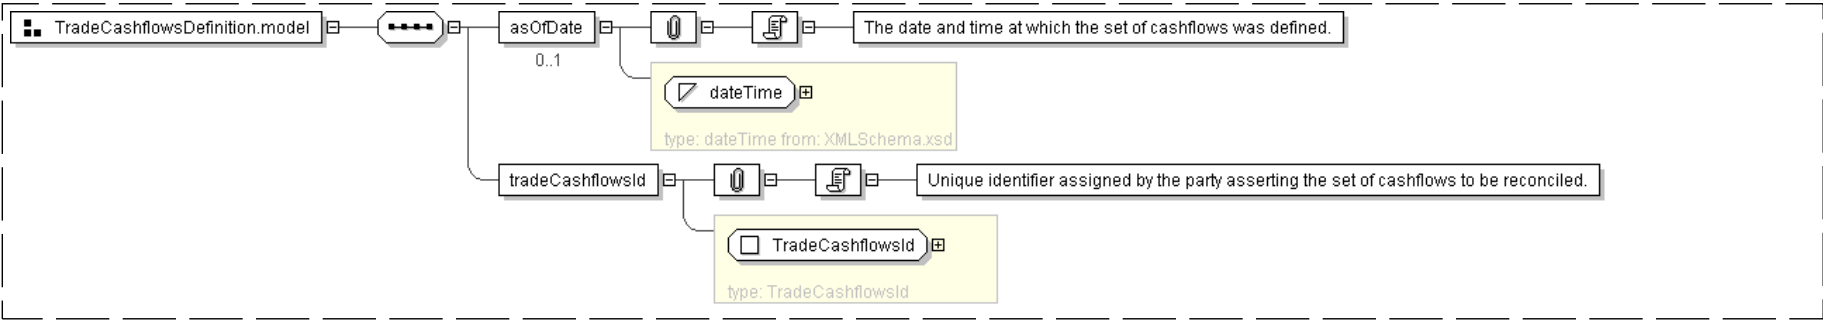 TradeCashflowsDefinition.model
asOfDate
The date and time at which the set of cashflows was defined.
0..1
dateTime
type: dateTime from: XMLSchema.xsd
tradeCashflowsId
Unique identifier assigned by the party asserting the set of cashflows to be reconciled.
TradeCashflowsId
type: TradeCashflowsId